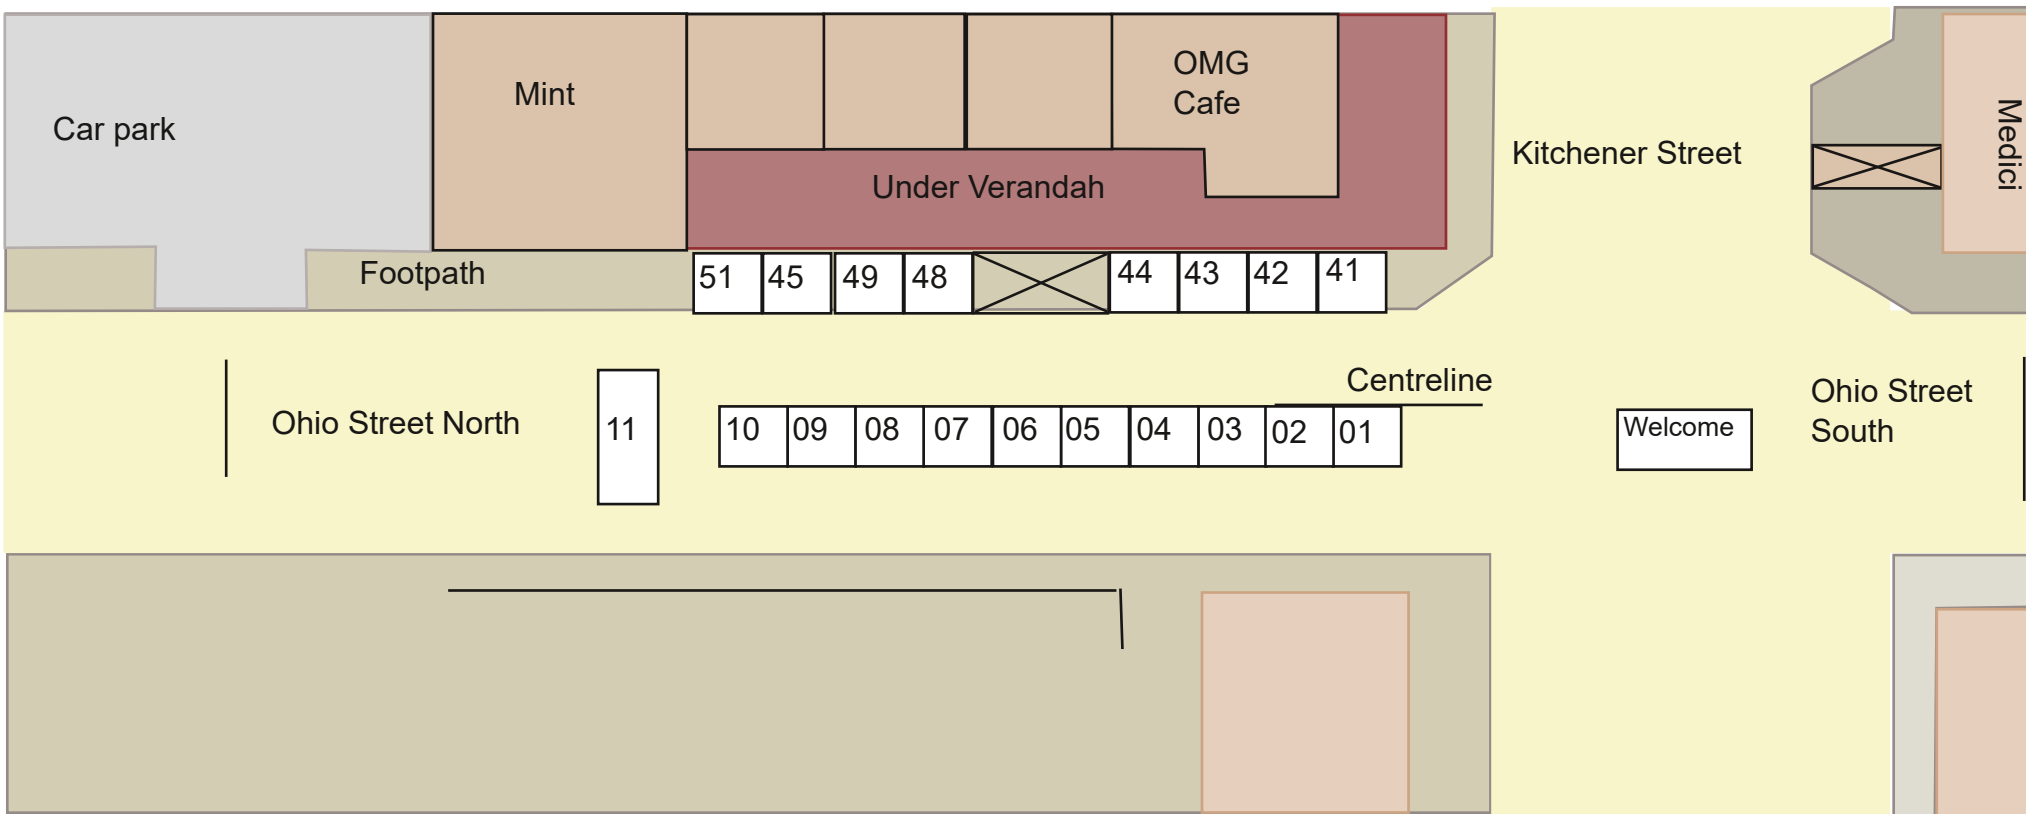 Car park
Mint
OMG
Cafe
Under Verandah
Kitchener Street
Medici
Footpath
51 45 49 48 44 43 42 41
Centreline
Ohio Street North
11
10 09 08 07 06 05 04 03 02 01
Welcome
Ohio Street
South